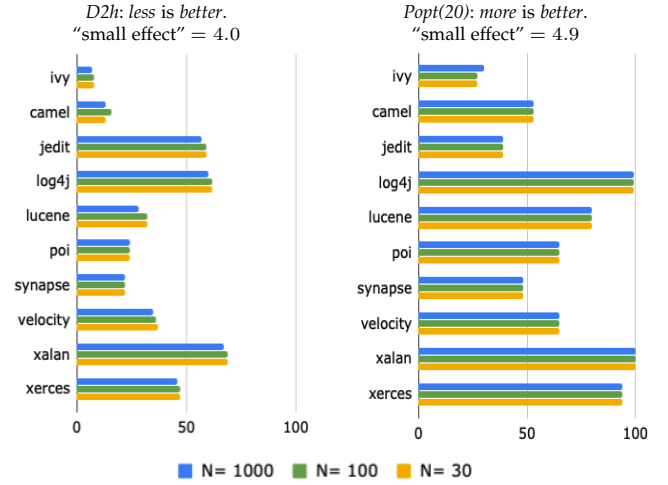 D2h: less is better.
"small effect" = 4.0
ivy
camel
jedit
log4j
lucene
poi
synapse
velocity
xalan
xerces
0 50 100
Popt(20): more is better.
"small effect" = 4.9
ivy
camel
jedit
log4j
lucene
poi
synapse
velocity
xalan
xerces
0 50 100
N= 1000 N= 100 N= 30